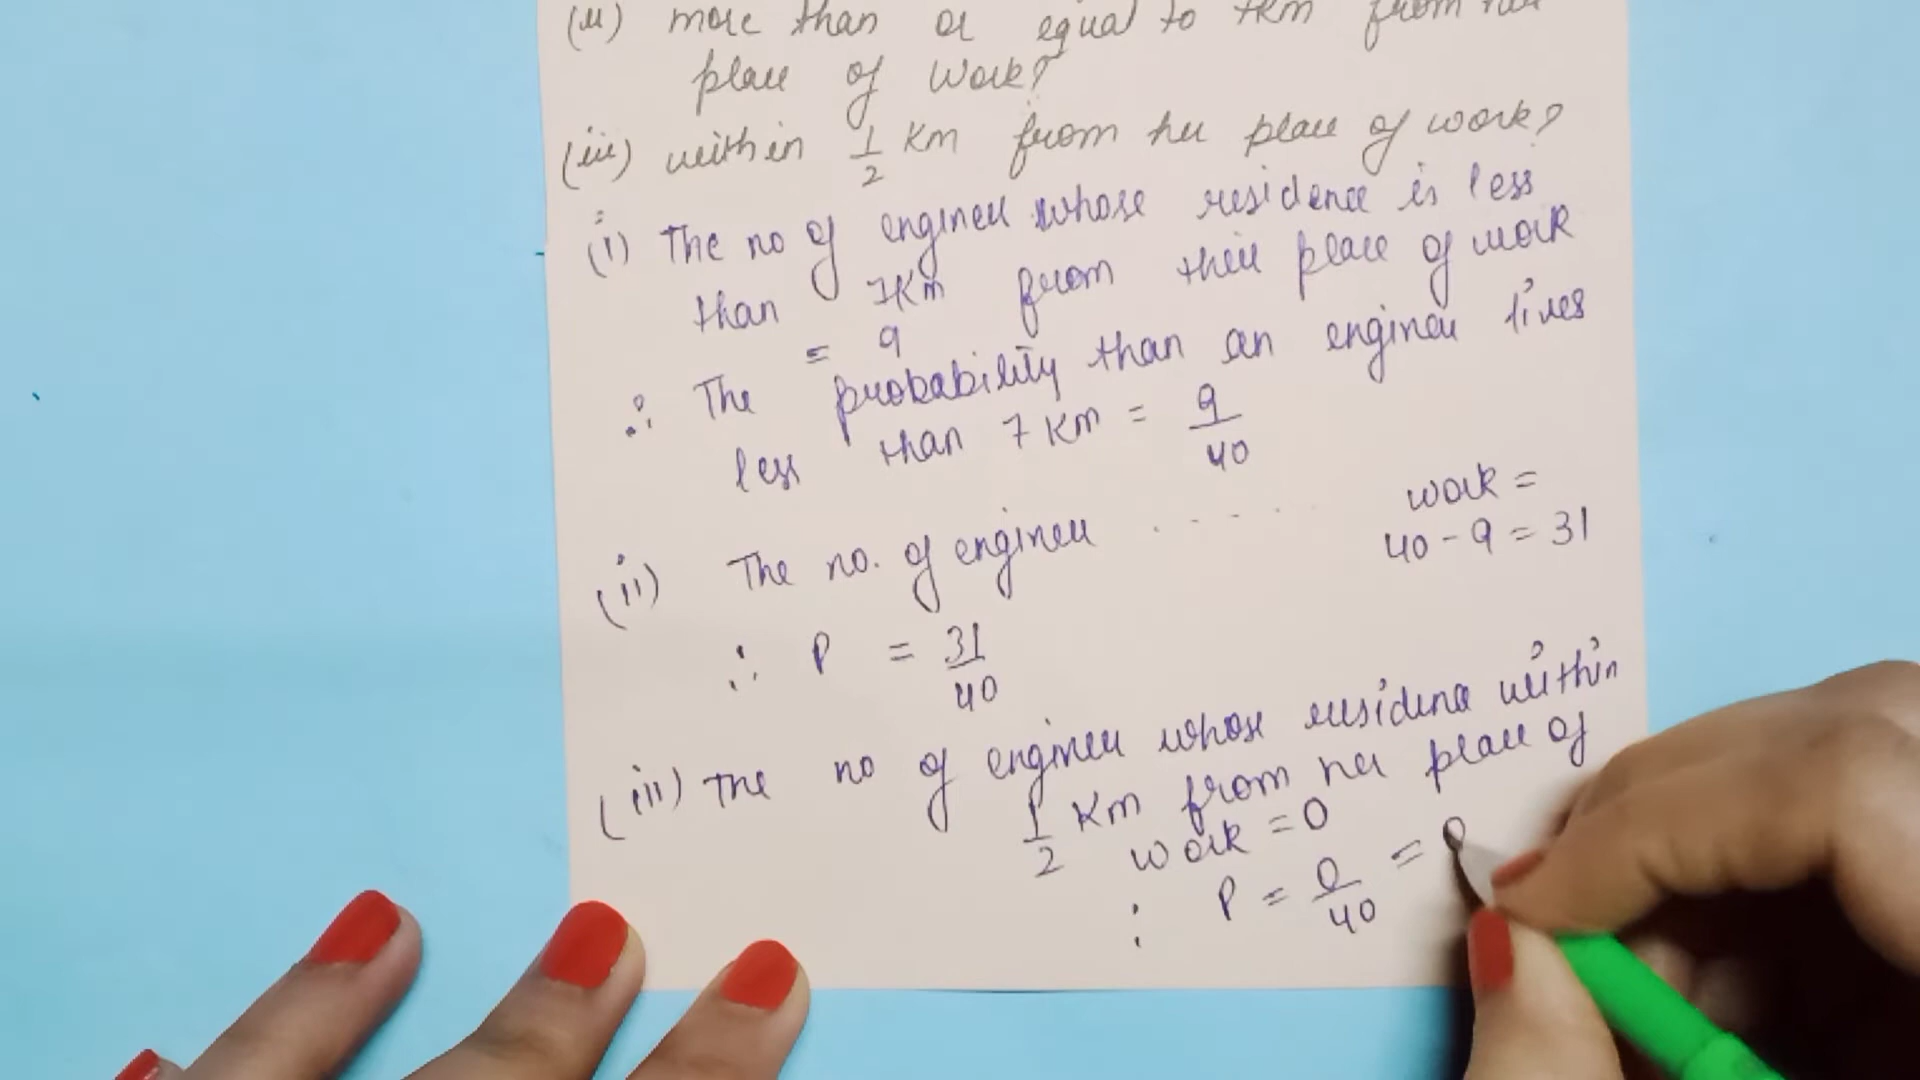 (ii) more than or equal to 7km from her
place of work?
(iii) within 1/2 km from her place of work?
(i) The no of engineer whose residence is less
than 7km from their place of work
= 9
∴ The probability than an engineer lives
less than 7 km = 9/40
(ii) The no. of engineer ...... work =
40 - 9 = 31
∴ P = 31/40
(iii) The no of engineer whose residence within
1/2 km from her place of
work = 0
∴ P = 0/40 = 0